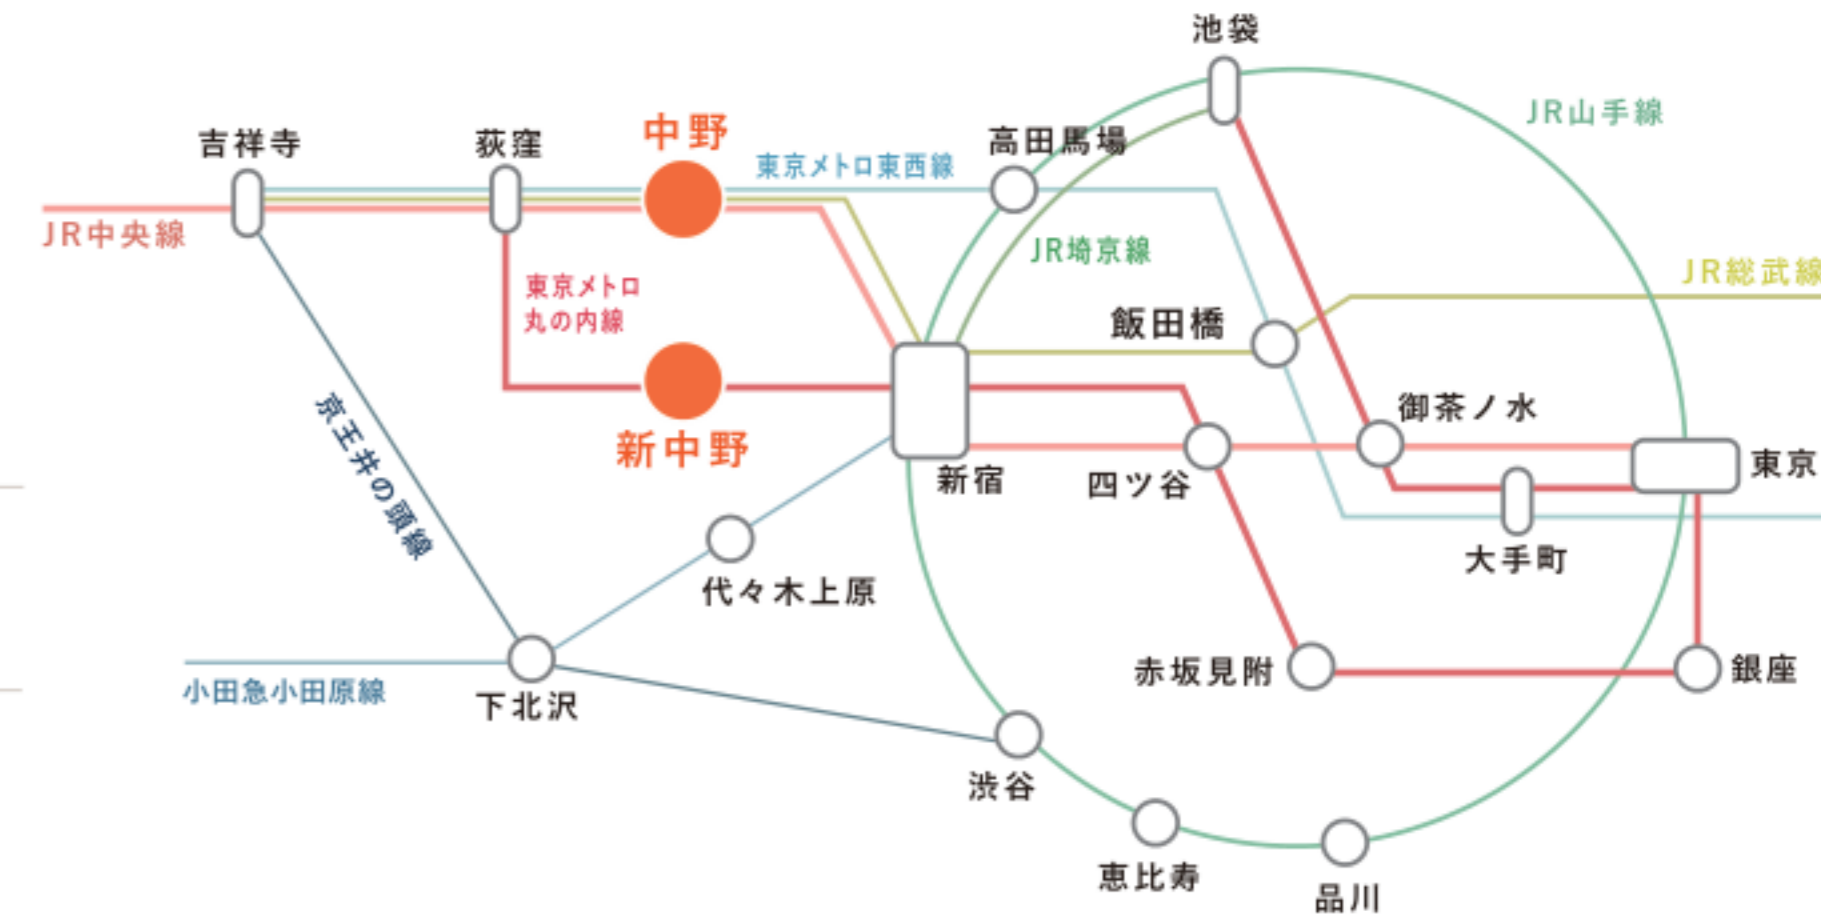 池袋
JR山手線
吉祥寺
荻窪
中野
高田馬場
東京メトロ東西線
JR中央線
JR埼京線
JR総武線
東京メトロ
丸の内線
飯田橋
御茶ノ水
京王井の頭線
新中野
新宿
四ツ谷
東京
大手町
代々木上原
赤坂見附
銀座
小田急小田原線
下北沢
渋谷
恵比寿
品川